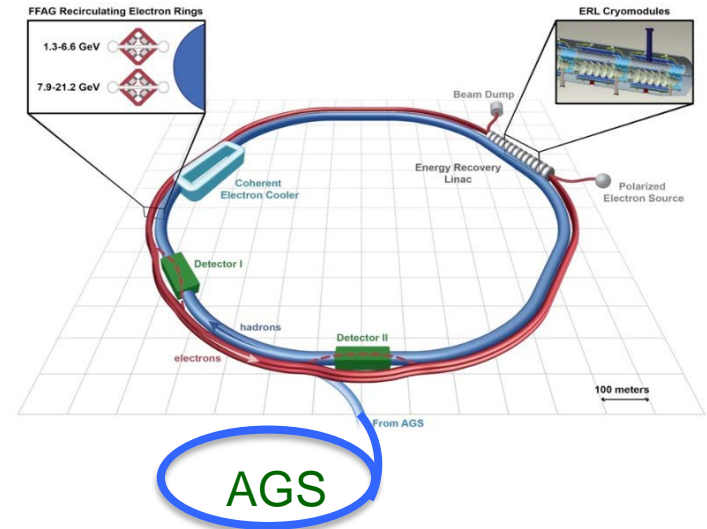 FFAG Recirculating Electron Rings
1.3-6.6 GeV
7.9-21.2 GeV
ERL Cryomodules
Beam Dump
Energy Recovery
Linac
Polarized
Electron Source
Coherent
Electron Cooler
Detector I
hadrons
electrons
Detector II
100 meters
From AGS
AGS